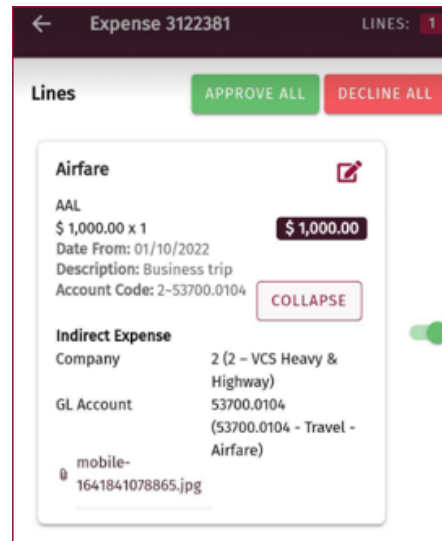 Expense 3122381 LINES: 1
Lines APPROVE ALL DECLINE ALL
Airfare
AAL
$ 1,000.00 x 1 $ 1,000.00
Date From: 01/10/2022
Description: Business trip
Account Code: 2-53700.0104 COLLAPSE
Indirect Expense
Company 2 (2 – VCS Heavy &
Highway)
GL Account 53700.0104
(53700.0104 - Travel -
Airfare)
mobile-
1641841078865.jpg